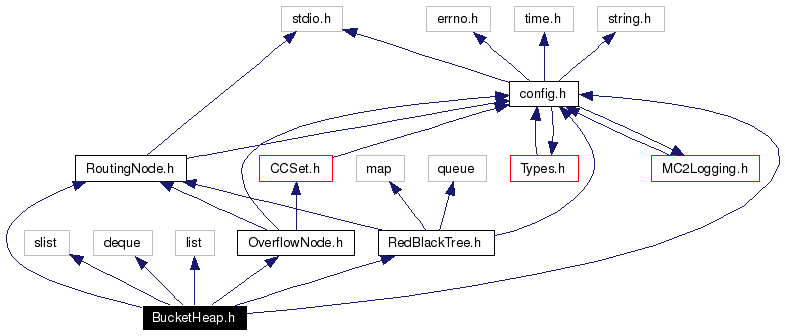 stdio.h
errno.h
time.h
string.h
config.h
RoutingNode.h
CCSet.h
map
queue
Types.h
MC2Logging.h
slist
deque
list
OverflowNode.h
RedBlackTree.h
BucketHeap.h